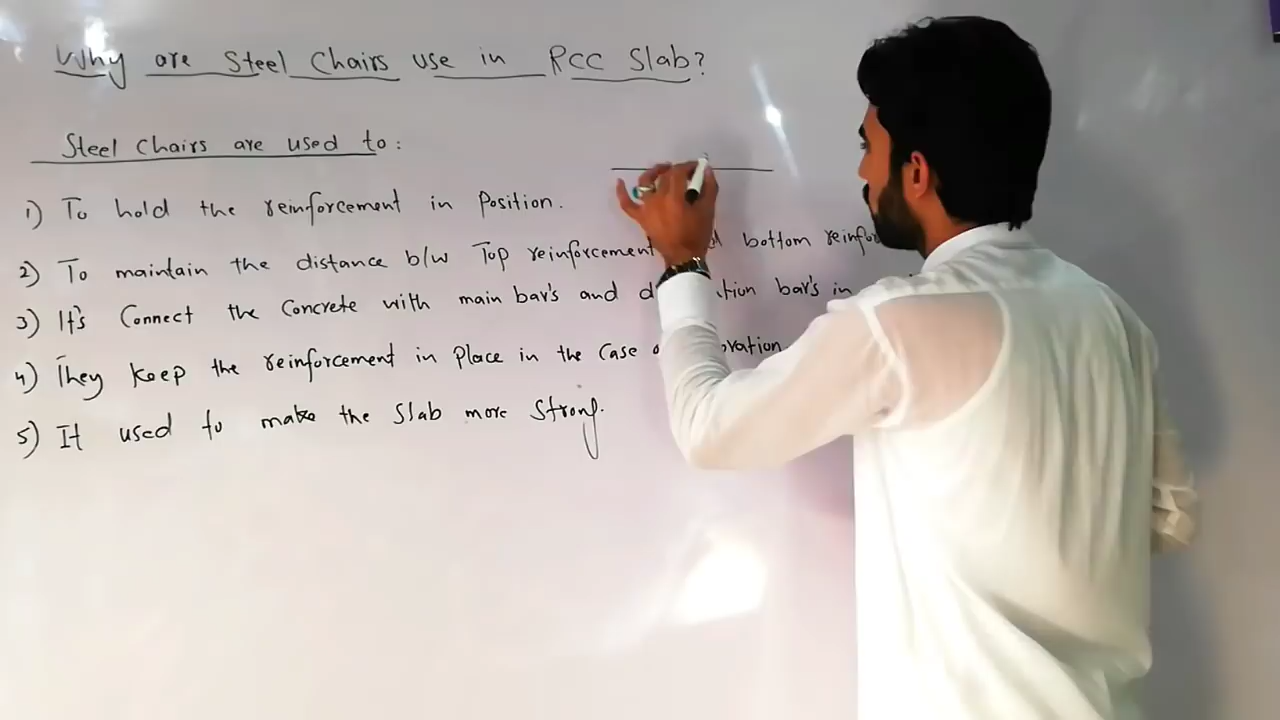 Why are Steel Chairs use in RCC Slab?
Steel Chairs are used to:
1) To hold the reinforcement in Position.
2) To maintain the distance b/w Top reinforcement bottom
3) It's Connect the Concrete with main bar's and bar's in
4) They Keep the reinforcement in Place in the Case
5) It used to make the Slab more Strong.